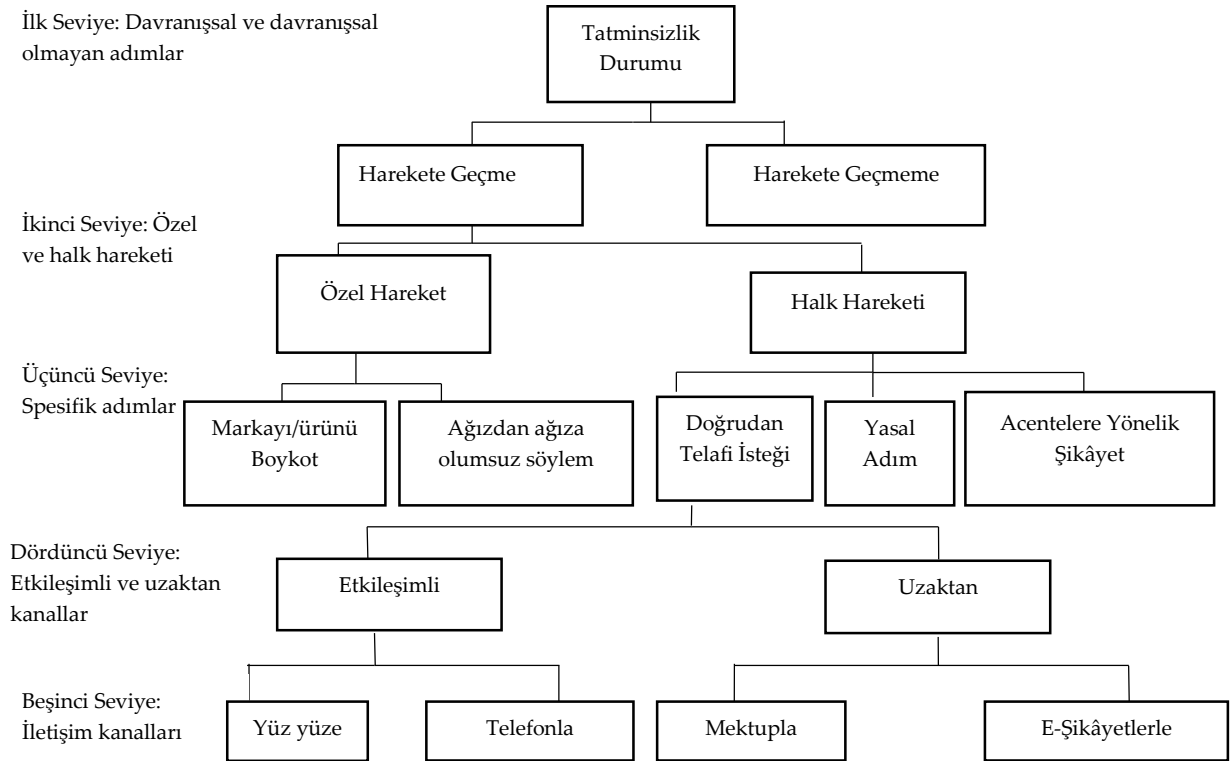 İlk Seviye: Davranışsal ve davranışsal
olmayan adımlar
Tatminsizlik
Durumu
Harekete Geçme
Harekete Geçmeme
İkinci Seviye: Özel
ve halk hareketi
Özel Hareket
Halk Hareketi
Üçüncü Seviye:
Spesifik adımlar
Markayı/ürünü
Boykot
Ağızdan ağıza
olumsuz söylem
Doğrudan
Telafi İsteği
Yasal
Adım
Acentelere Yönelik
Şikâyet
Dördüncü Seviye:
Etkileşimli ve uzaktan
kanallar
Etkileşimli
Uzaktan
Beşinci Seviye:
İletişim kanalları
Yüz yüze
Telefonla
Mektupla
E-Şikâyetlerle